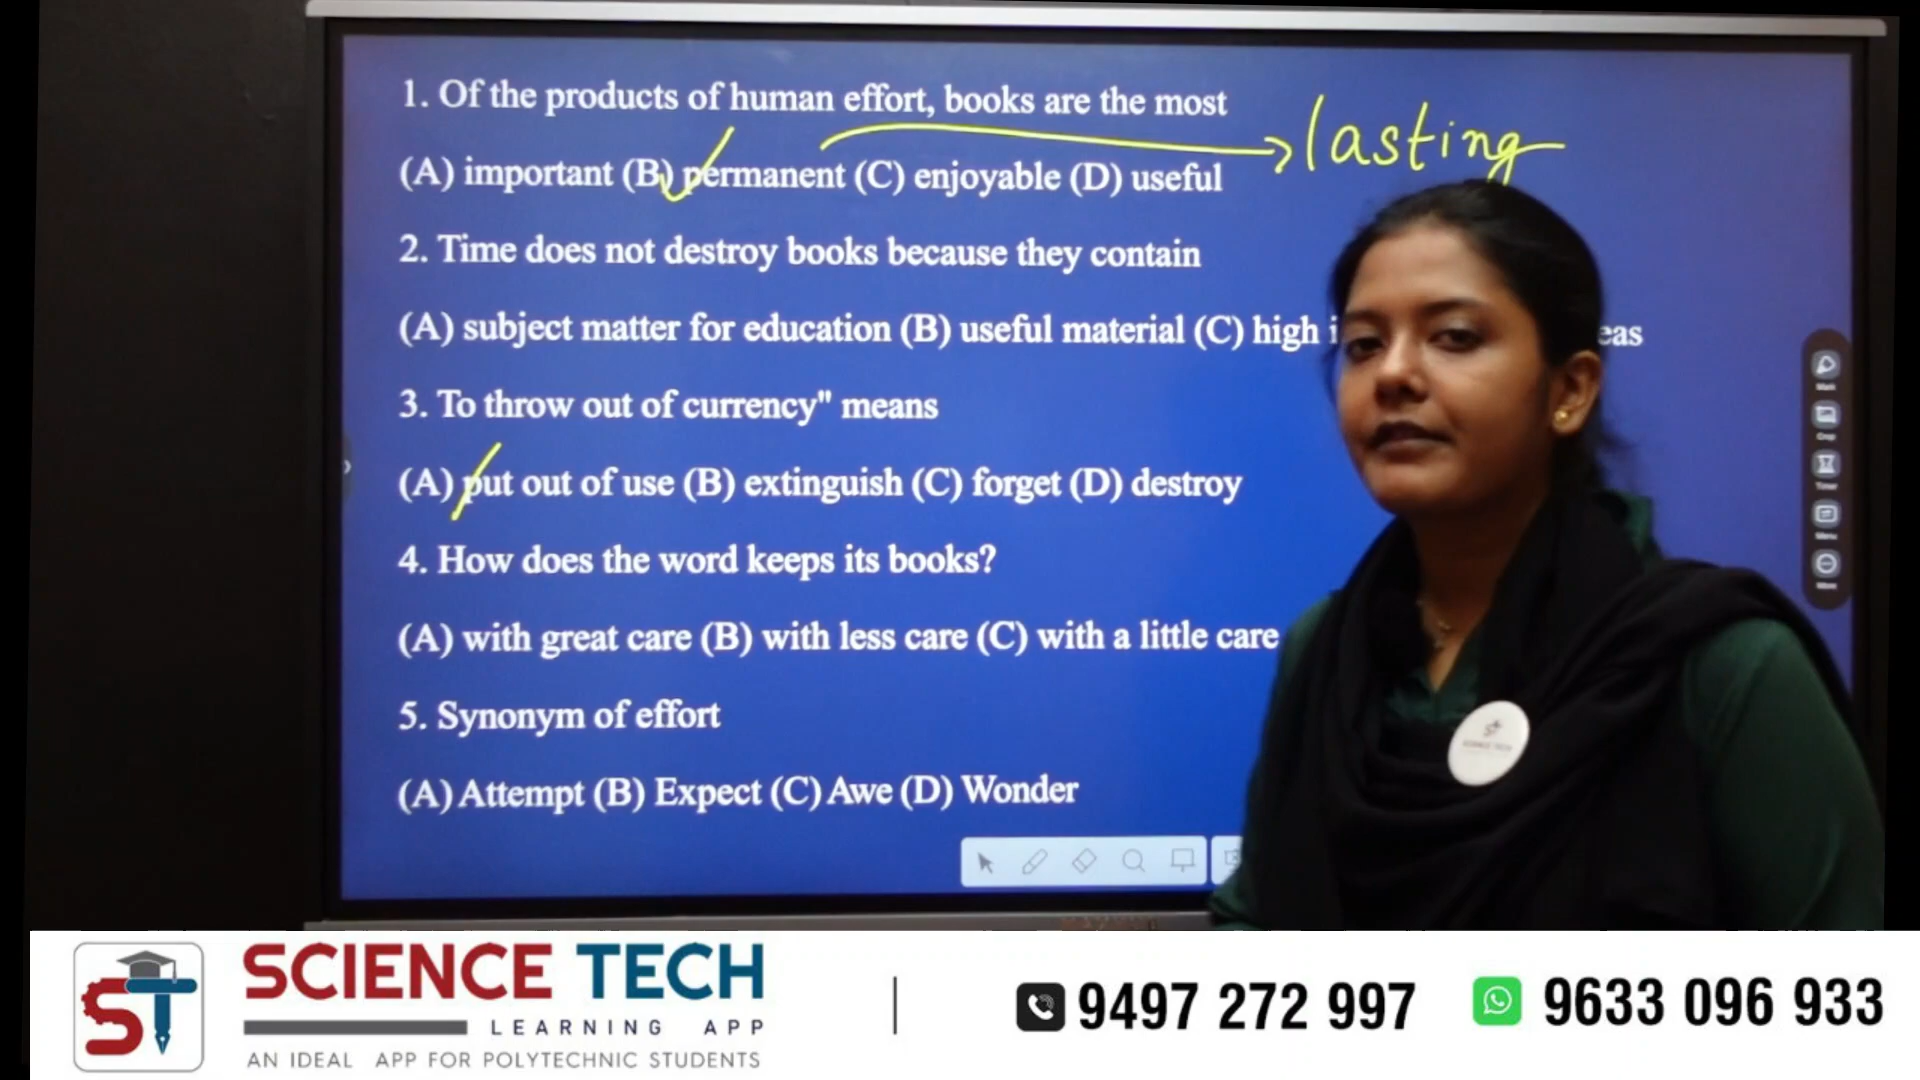 1. Of the products of human effort, books are the most
lasting
(A) important (B) permanent (C) enjoyable (D) useful
2. Time does not destroy books because they contain
(A) subject matter for education (B) useful material (C) high
3. To throw out of currency" means
(A) put out of use (B) extinguish (C) forget (D) destroy
4. How does the word keeps its books?
(A) with great care (B) with less care (C) with a little care
5. Synonym of effort
(A) Attempt (B) Expect (C) Awe (D) Wonder
SCIENCE TECH
ST
SCIENCE TECH
LEARNING APP
AN IDEAL APP FOR POLYTECHNIC STUDENTS
9497 272 997
9633 096 933